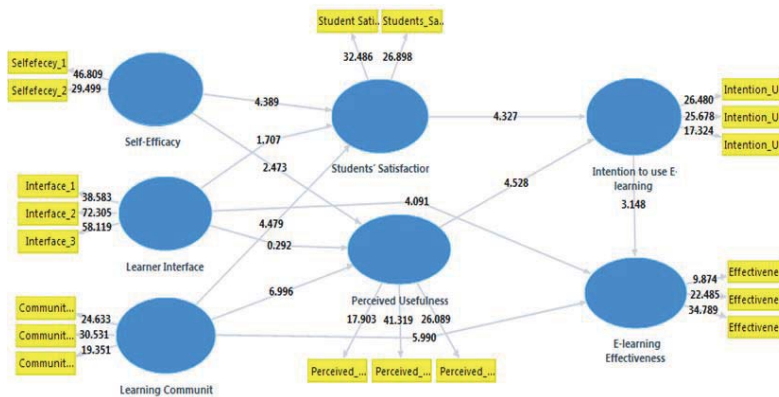 Student Sati..
Students_Sa..
32.486
26.898
Selfefecey_1
46.809
Selfefecey_2
29.499
Self-Efficacy
4.389
1.707
2.473
Students' Satisfactior
4.327
Intention_U
26.480
Intention_U
25.678
Intention_U
17.324
Intention to use E-
learning
4.528
3.148
Interface_1
38.583
Interface_2
72.305
Interface_3
58.119
Learner Interface
4.479
0.292
4.091
6.996
Perceived Usefulness
17.903
41.319
26.089
5.990
Communit...
24.633
Communit...
30.531
Communit...
19.351
Learning Communit
Perceived_...
Perceived_...
Perceived_...
Effectivene
9.874
Effectivene
22.485
Effectivene
34.789
E-learning
Effectiveness